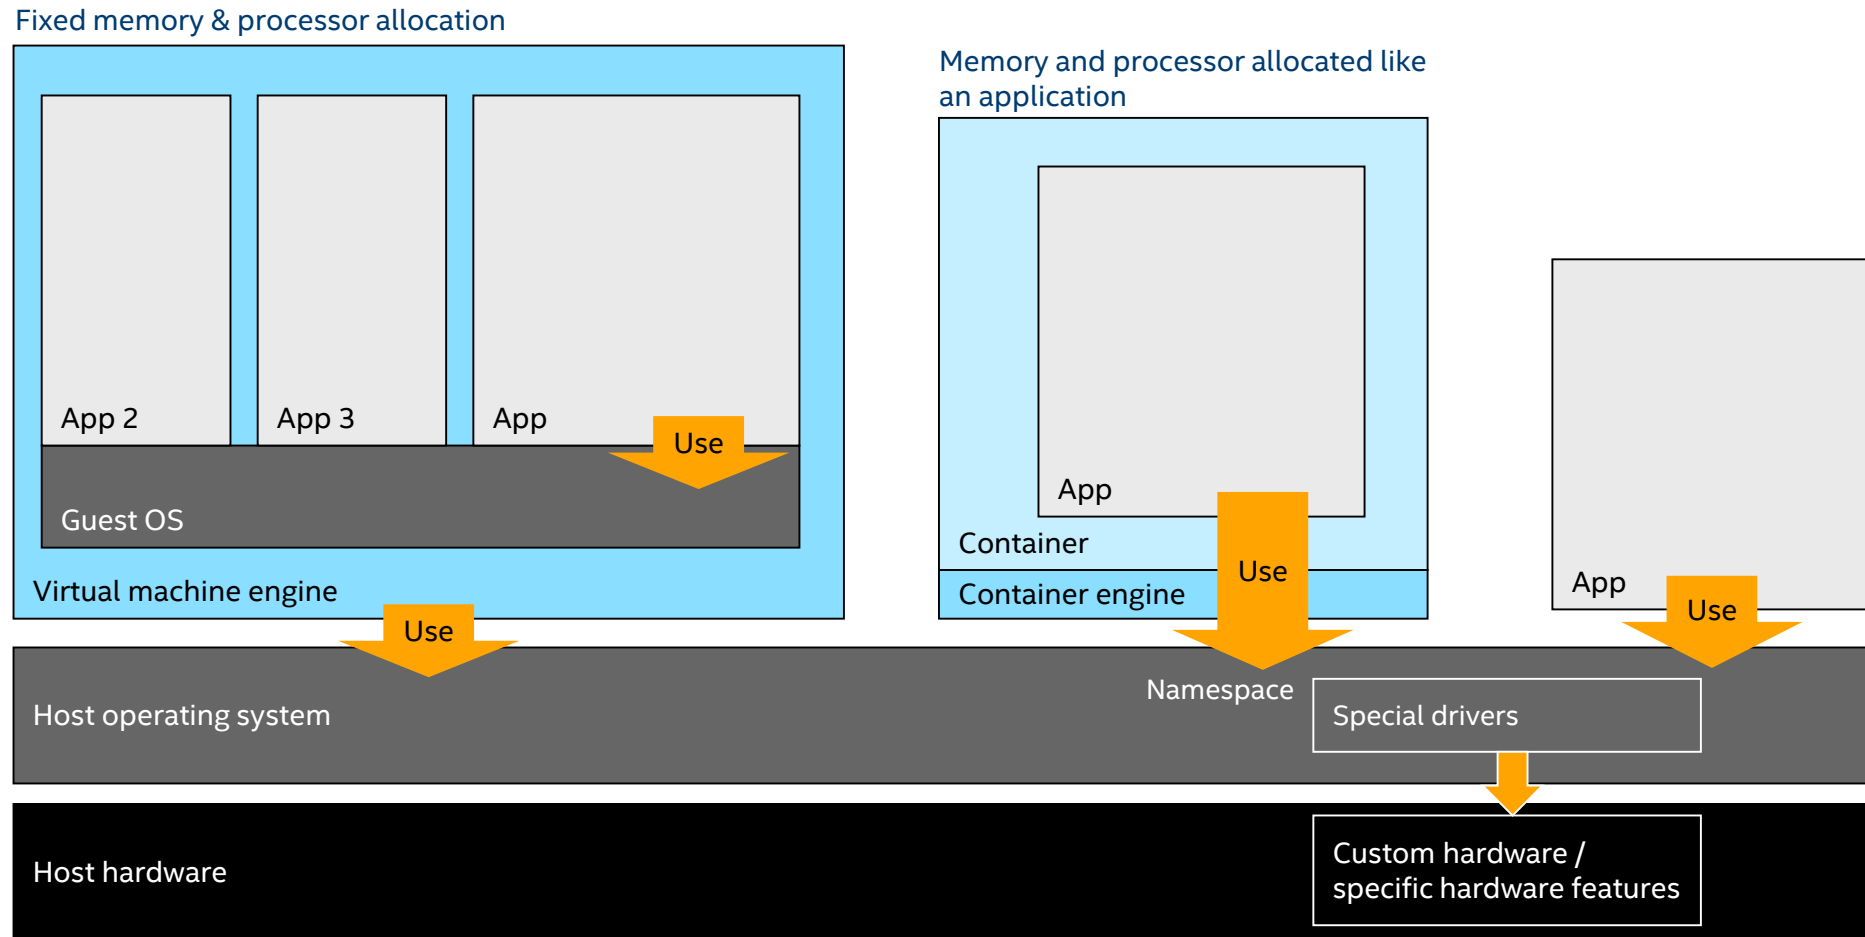 Fixed memory & processor allocation
App 2
App 3
App
Use
Guest OS
Virtual machine engine
Use
Memory and processor allocated like
an application
App
Container
Use
Container engine
App
Use
Host operating system
Namespace
Special drivers
Host hardware
Custom hardware /
specific hardware features